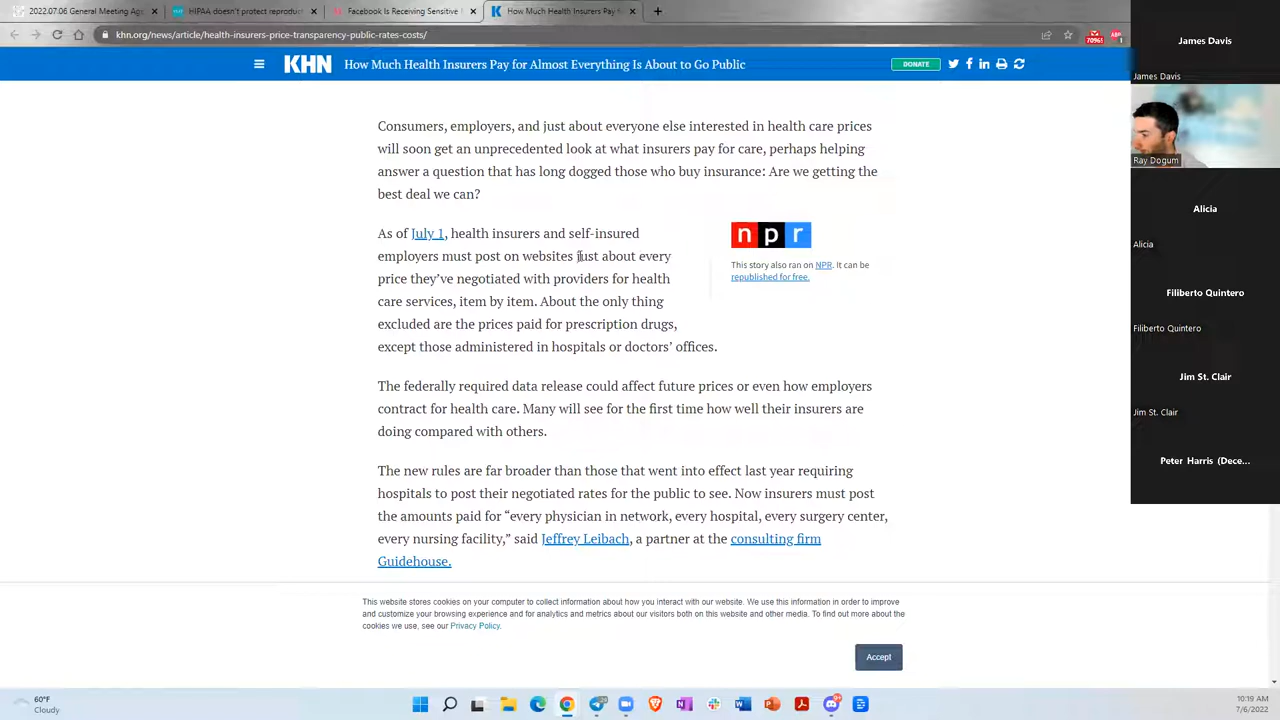 2022.07.06 General Meeting Age
HIPAA doesn't protect reproduc
Facebook Is Receiving Sensitive
How Much Health Insurers Pay
khn.org/news/article/health-insurers-price-transparency-public-rates-costs/
KHN
How Much Health Insurers Pay for Almost Everything Is About to Go Public
DONATE
Consumers, employers, and just about everyone else interested in health care prices
will soon get an unprecedented look at what insurers pay for care, perhaps helping
answer a question that has long dogged those who buy insurance: Are we getting the
best deal we can?
As of July 1, health insurers and self-insured
employers must post on websites just about every
price they've negotiated with providers for health
care services, item by item. About the only thing
excluded are the prices paid for prescription drugs,
except those administered in hospitals or doctors' offices.
npr
This story also ran on NPR. It can be
republished for free.
The federally required data release could affect future prices or even how employers
contract for health care. Many will see for the first time how well their insurers are
doing compared with others.
The new rules are far broader than those that went into effect last year requiring
hospitals to post their negotiated rates for the public to see. Now insurers must post
the amounts paid for “every physician in network, every hospital, every surgery center,
every nursing facility,” said Jeffrey Leibach, a partner at the consulting firm
Guidehouse.
This website stores cookies on your computer to collect information about how you interact with our website. We use this information in order to improve
and customize your browsing experience and for analytics and metrics about our visitors both on this website and other media. To find out more about the
cookies we use, see our Privacy Policy.
Accept
James Davis
James Davis
Ray Dogum
Alicia
Alicia
Filiberto Quintero
Filiberto Quintero
Jim St. Clair
Jim St. Clair
Peter Harris (Dece...
60°F
Cloudy
10:19 AM
7/6/2022